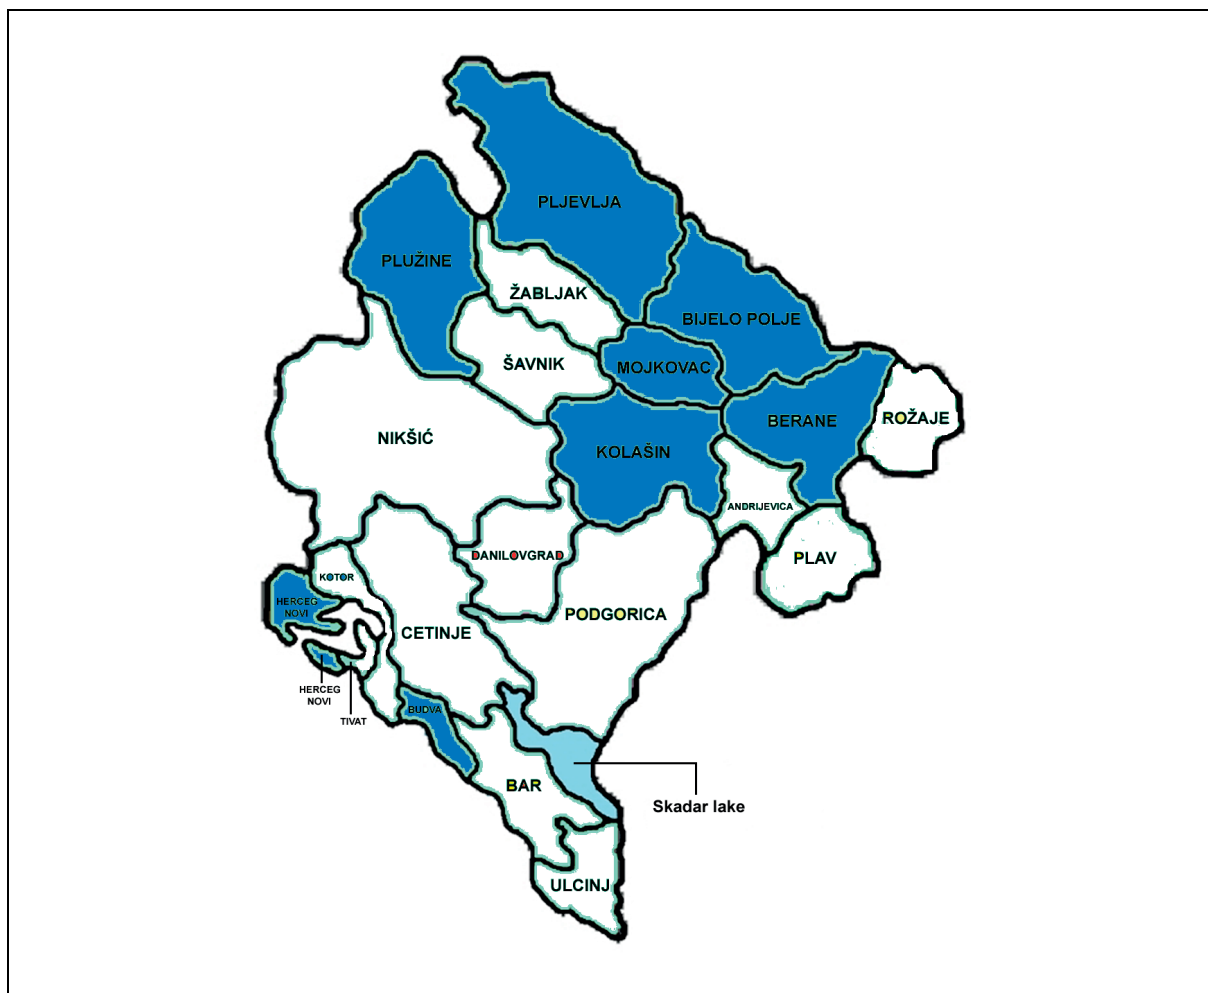 PLJEVLJA
PLUŽINE
ŽABLJAK
BIJELO POLJE
ŠAVNIK
MOJKOVAC
BERANE
ROŽAJE
NIKŠIĆ
KOLAŠIN
ANDRIJEVICA
DANILOVGRAD
PLAV
KOTOR
HERCEG
NOVI
PODGORICA
CETINJE
HERCEG
NOVI
TIVAT
BUDVA
BAR
Skadar lake
ULCINJ